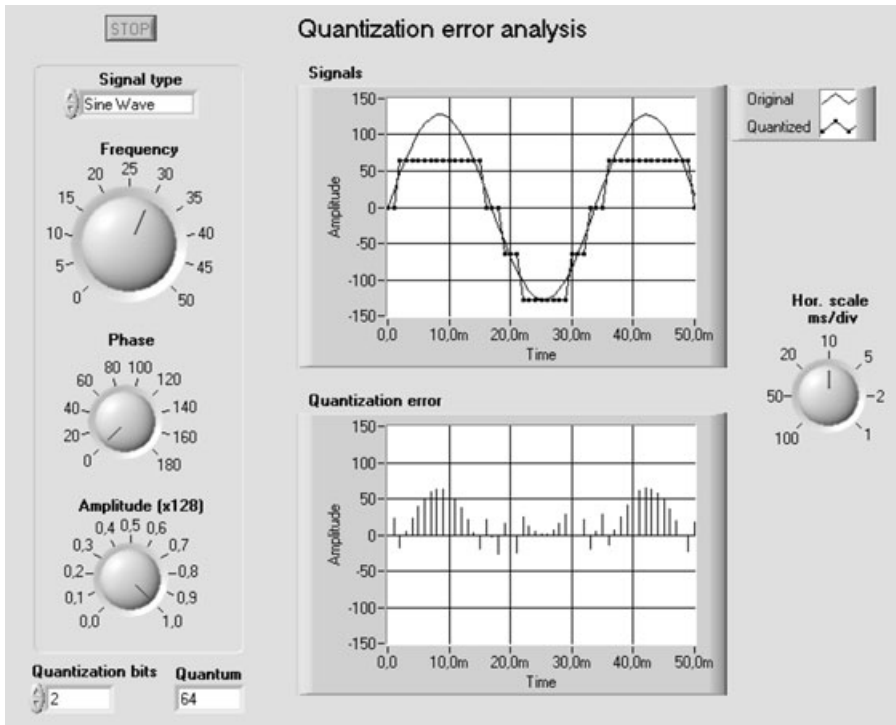 STOP
Quantization error analysis
Signal type
Sine Wave
Frequency
0 5 10 15 20 25 30 35 40 45 50
Phase
0 20 40 60 80 100 120 140 160 180
Amplitude (x128)
0,0 0,1 0,2 0,3 0,4 0,5 0,6 0,7 0,8 0,9 1,0
Quantization bits
2
Quantum
64
Signals
Amplitude
150
100
50
0
-50
-100
-150
0,0 10,0m 20,0m 30,0m 40,0m 50,0m
Time
Original
Quantized
Quantization error
Amplitude
150
100
50
0
-50
-100
-150
0,0 10,0m 20,0m 30,0m 40,0m 50,0m
Time
Hor. scale
ms/div
100 50 20 10 5 2 1